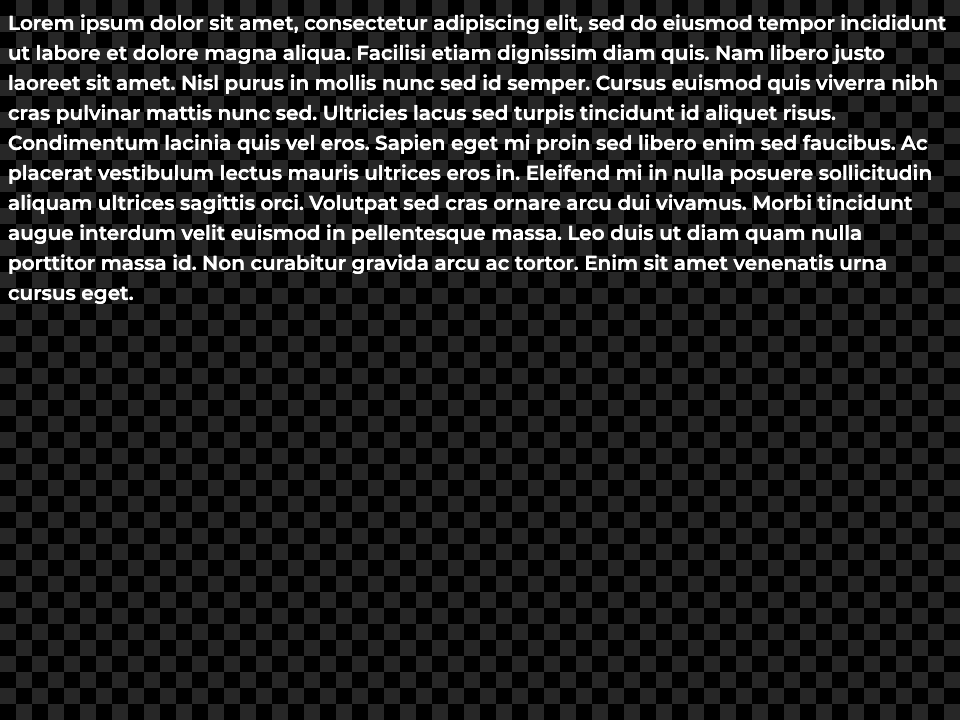 Lorem ipsum dolor sit amet, consectetur adipiscing elit, sed do eiusmod tempor incididunt
ut labore et dolore magna aliqua. Facilisi etiam dignissim diam quis. Nam libero justo
laoreet sit amet. Nisl purus in mollis nunc sed id semper. Cursus euismod quis viverra nibh
cras pulvinar mattis nunc sed. Ultricies lacus sed turpis tincidunt id aliquet risus.
Condimentum lacinia quis vel eros. Sapien eget mi proin sed libero enim sed faucibus. Ac
placerat vestibulum lectus mauris ultrices eros in. Eleifend mi in nulla posuere sollicitudin
aliquam ultrices sagittis orci. Volutpat sed cras ornare arcu dui vivamus. Morbi tincidunt
augue interdum velit euismod in pellentesque massa. Leo duis ut diam quam nulla
porttitor massa id. Non curabitur gravida arcu ac tortor. Enim sit amet venenatis urna
cursus eget.